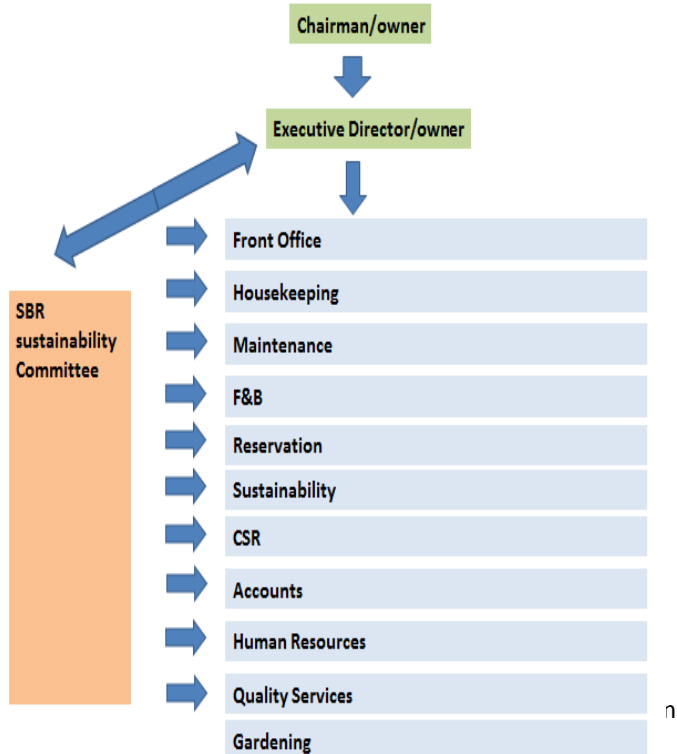 Chairman/owner
Executive Director/owner
SBR
sustainability
Committee
Front Office
Housekeeping
Maintenance
F&B
Reservation
Sustainability
CSR
Accounts
Human Resources
Quality Services
Gardening